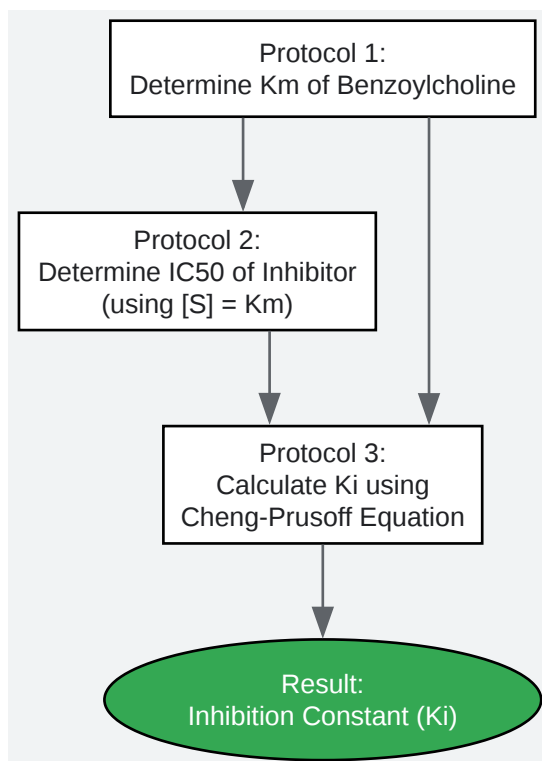 Protocol 1:
Determine Km of Benzoylcholine
Protocol 2:
Determine IC50 of Inhibitor
(using [S] = Km)
Protocol 3:
Calculate Ki using
Cheng-Prusoff Equation
Result:
Inhibition Constant (Ki)